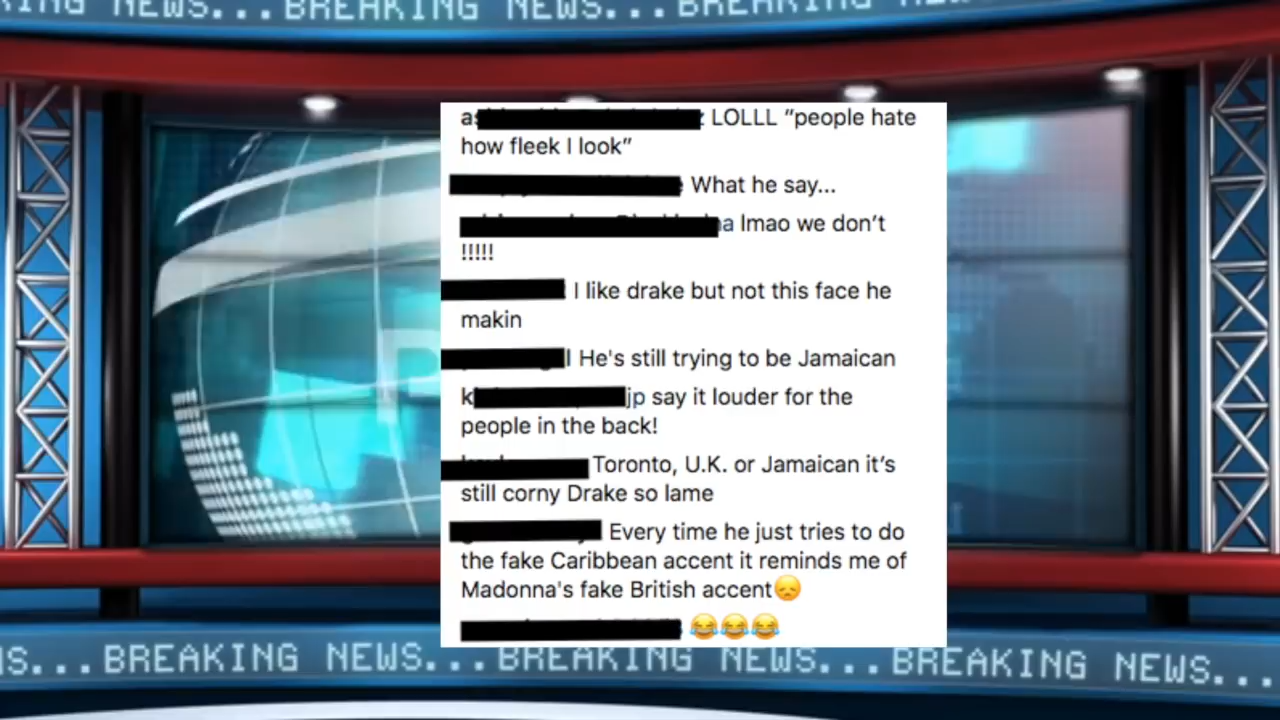 KING NEWS...BREAKING NEWS...BREAKING NEWS...
LOLLL “people hate
how fleek I look”
What he say...
lmao we don’t
!!!!!
I like drake but not this face he
makin
He's still trying to be Jamaican
jp say it louder for the
people in the back!
Toronto, U.K. or Jamaican it’s
still corny Drake so lame
Every time he just tries to do
the fake Caribbean accent it reminds me of
Madonna's fake British accent😞
😂😂😂
WS...BREAKING NEWS...BREAKING NEWS...BREAKING NEWS...